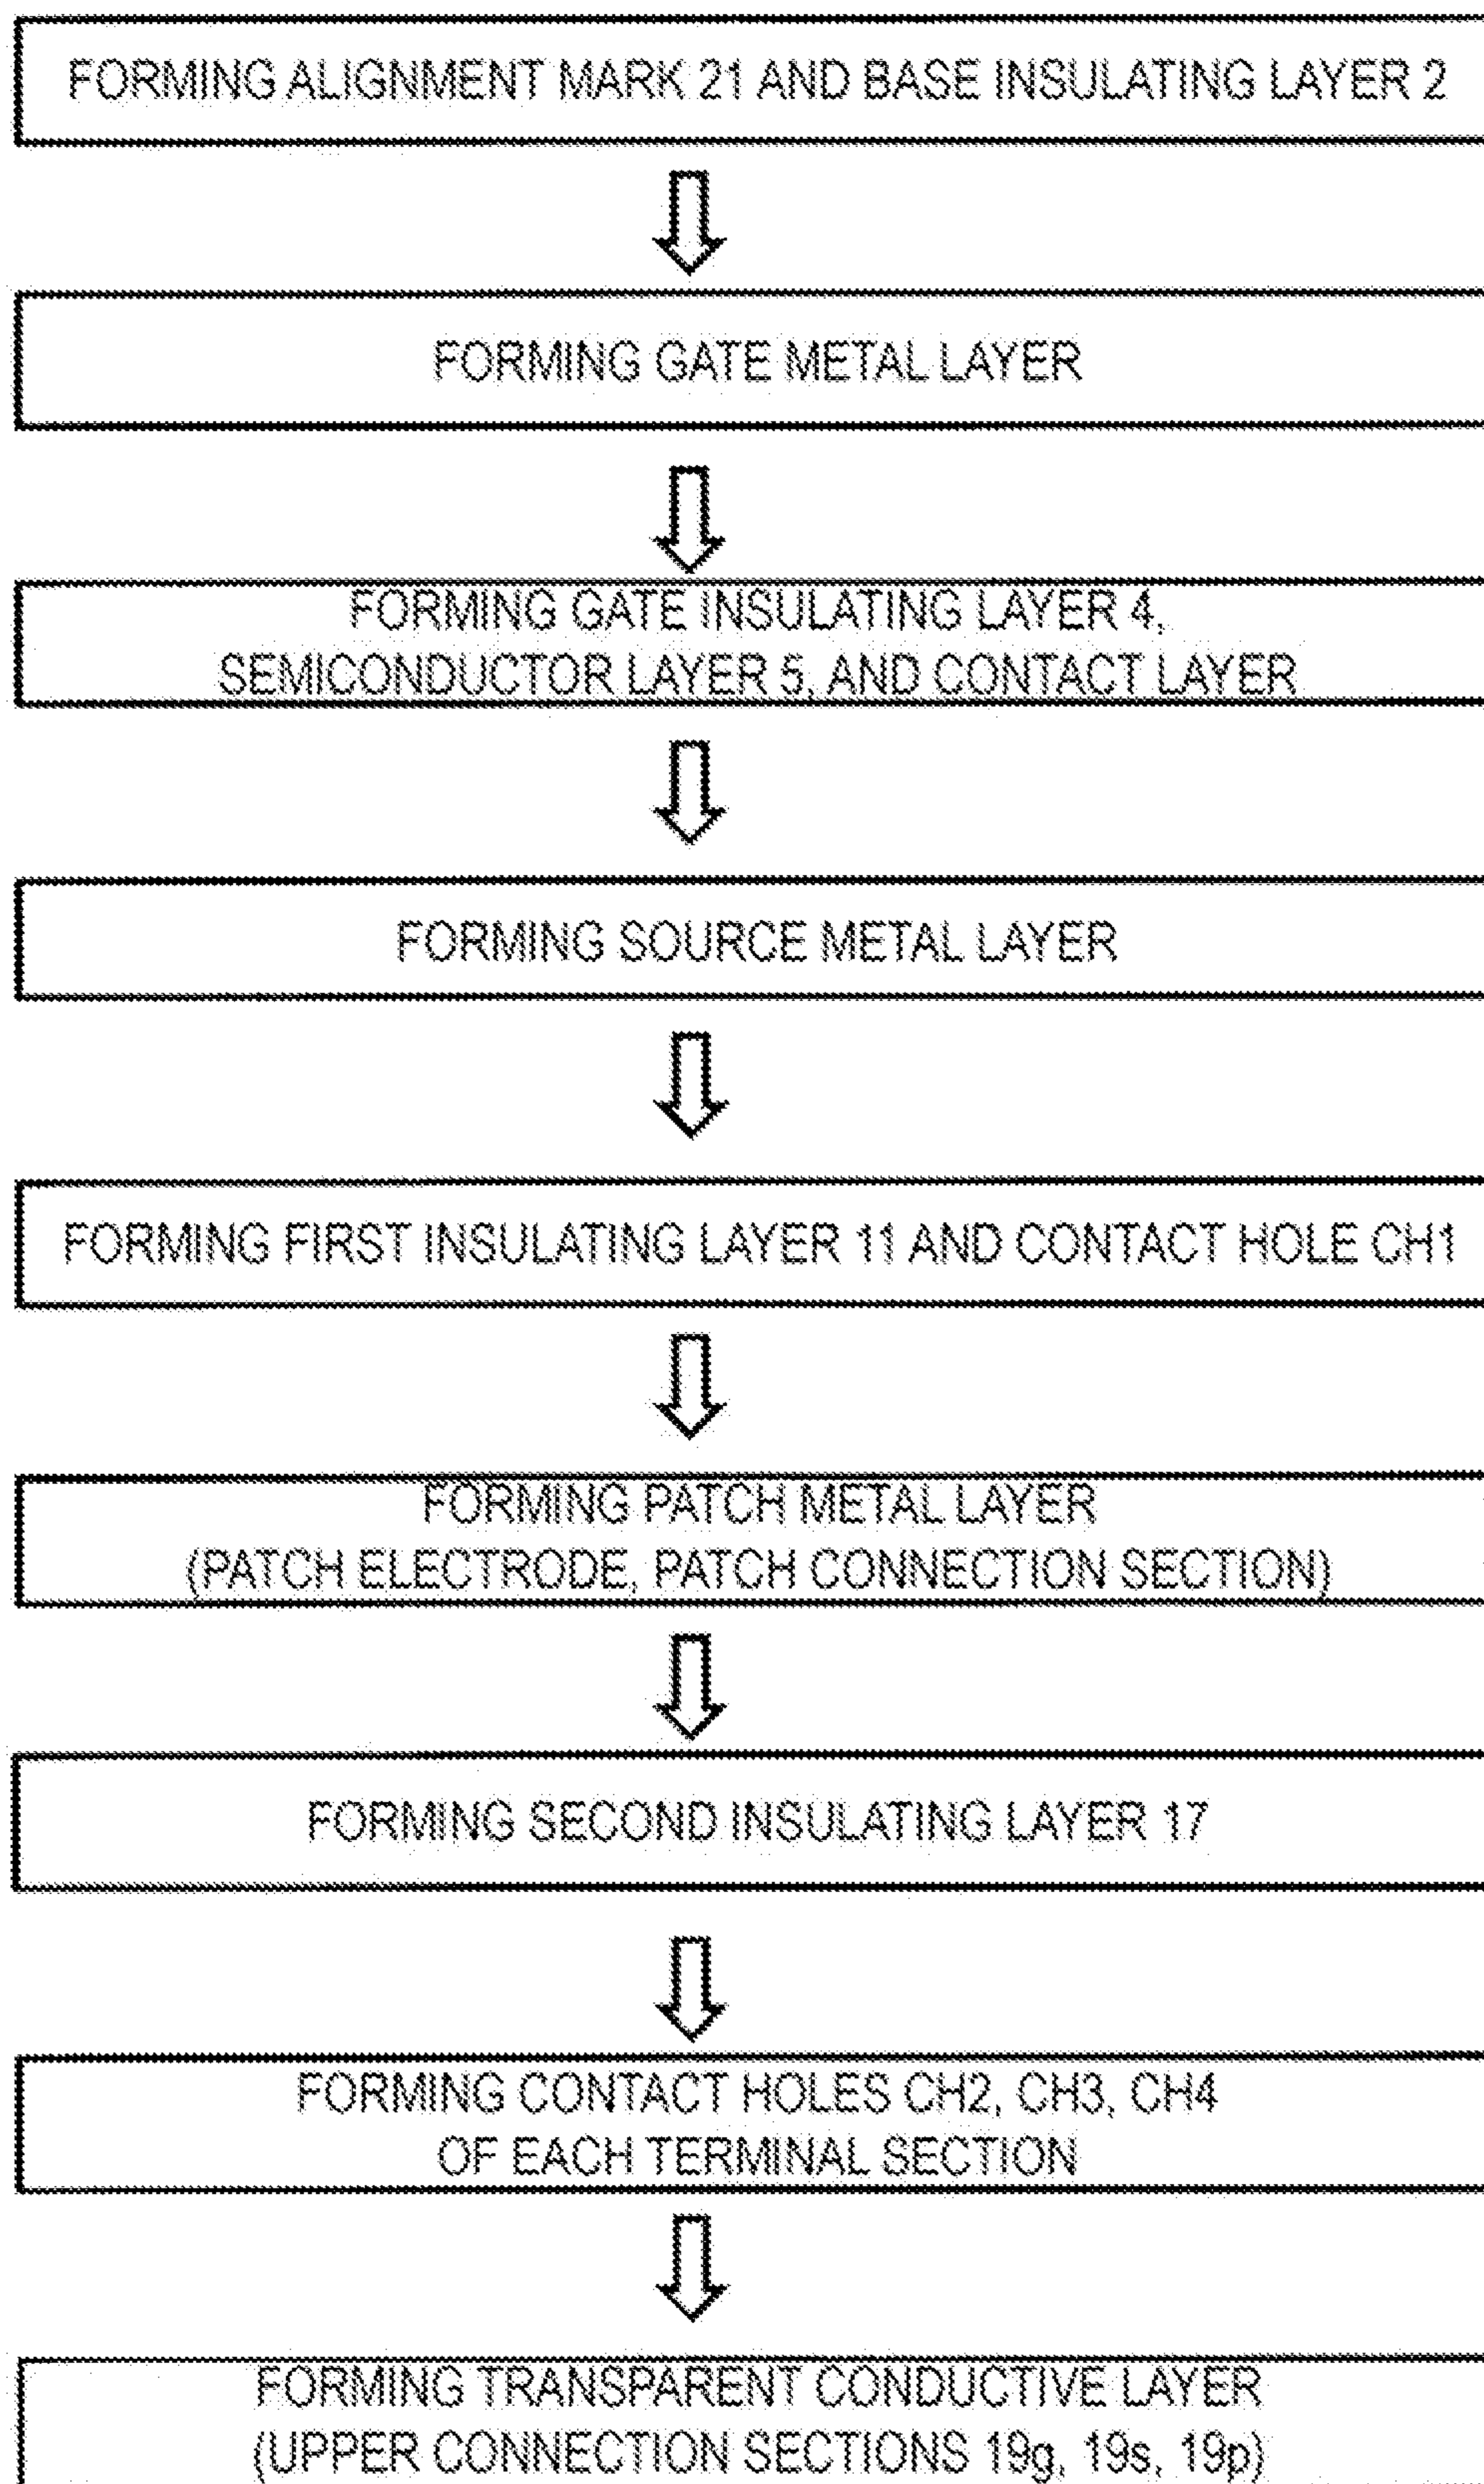 FORMING ALIGNMENT MARK 21 AND BASE INSULATING LAYER 2
FORMING GATE METAL LAYER
FORMING GATE INSULATING LAYER 4,
SEMICONDUCTOR LAYER 5, AND CONTACT LAYER
FORMING SOURCE METAL LAYER
FORMING FIRST INSULATING LAYER 11 AND CONTACT HOLE CH1
FORMING PATCH METAL LAYER
(PATCH ELECTRODE, PATCH CONNECTION SECTION)
FORMING SECOND INSULATING LAYER 17
FORMING CONTACT HOLES CH2, CH3, CH4
OF EACH TERMINAL SECTION
FORMING TRANSPARENT CONDUCTIVE LAYER
(UPPER CONNECTION SECTIONS 19g, 19s, 19p)